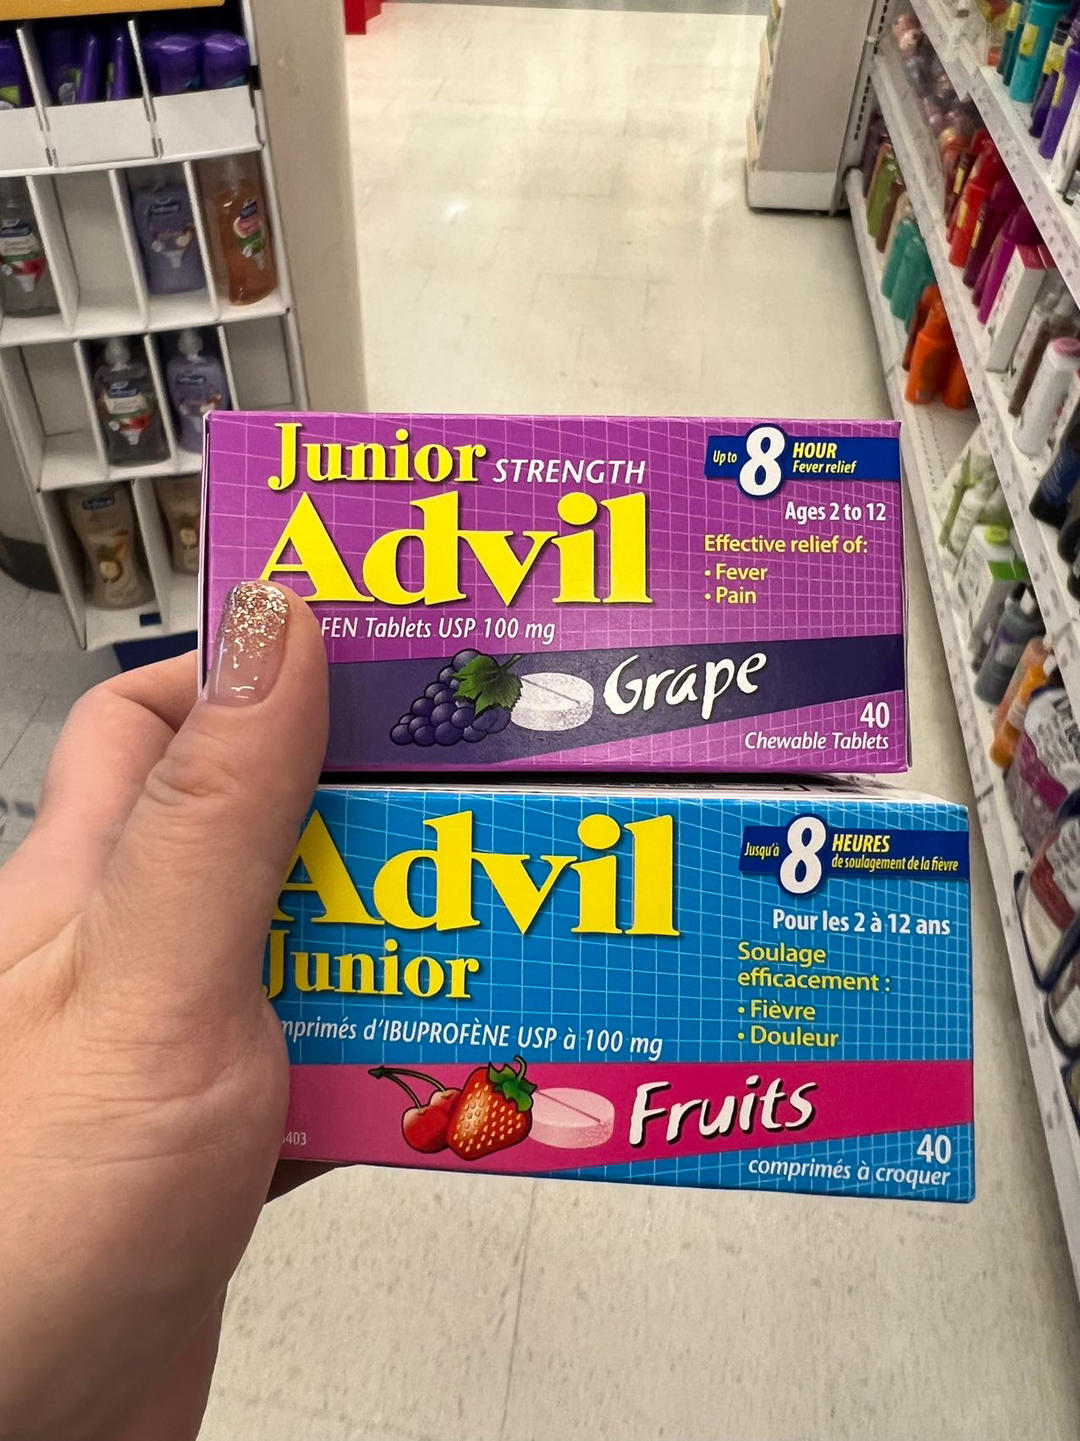 Junior STRENGTH
Advil
FEN Tablets USP 100 mg
Up to 8 HOUR
Fever relief
Ages 2 to 12
Effective relief of:
• Fever
• Pain
Grape
40
Chewable Tablets
Advil
Junior
mprimés d'IBUPROFÈNE USP à 100 mg
Jusqu'à 8 HEURES
de soulagement de la fièvre
Pour les 2 à 12 ans
Soulage
efficacement :
• Fièvre
• Douleur
Fruits
403
40
comprimés à croquer